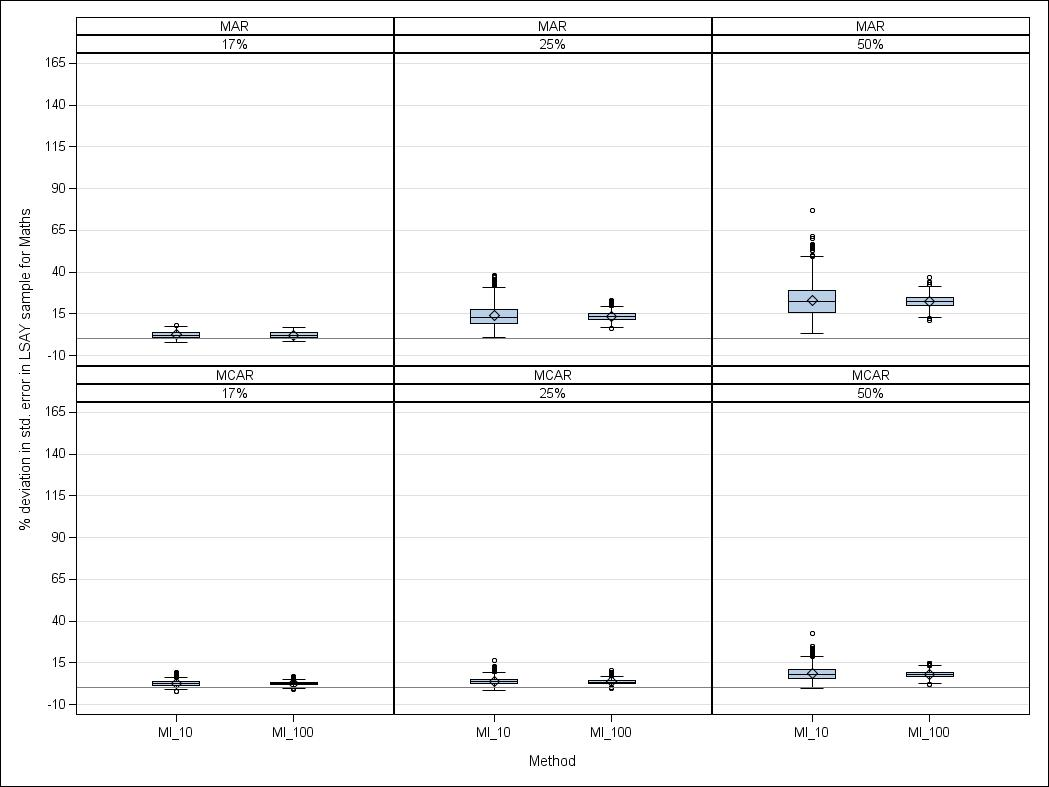 MAR MAR MAR
17% 25% 50%
165
140
115
90
65
40
15
-10
MCAR MCAR MCAR
17% 25% 50%
165
140
115
90
65
40
15
-10
% deviation in std. error in LSAY sample for Maths
MI_10 MI_100 MI_10 MI_100 MI_10 MI_100
Method